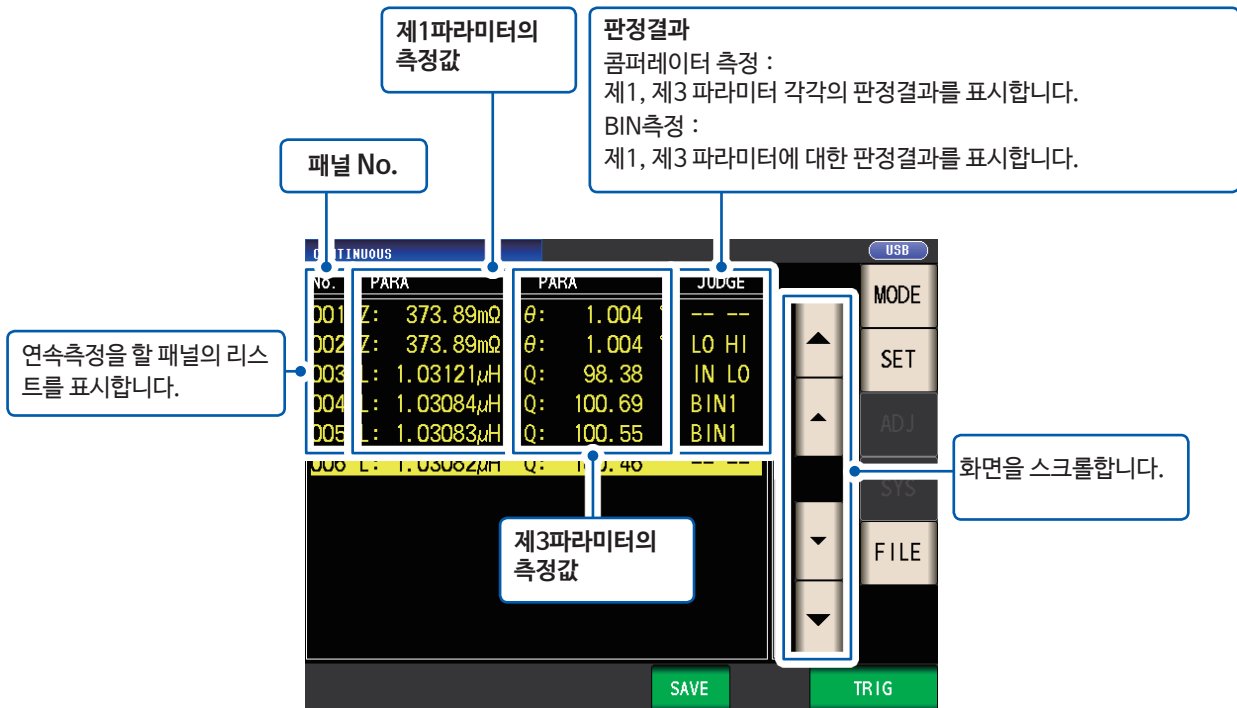 제1파라미터의
측정값
판정결과
콤퍼레이터 측정 :
제1, 제3 파라미터 각각의 판정결과를 표시합니다.
BIN측정 :
제1, 제3 파라미터에 대한 판정결과를 표시합니다.
패널 No.
CONTINUOUS
USB
No. PARA PARA JUDGE
001 Z: 373.89mΩ θ: 1.004 ° -- --
002 Z: 373.89mΩ θ: 1.004 ° LO HI
003 L: 1.03121μH Q: 98.38 IN LO
004 L: 1.03084μH Q: 100.69 BIN1
005 L: 1.03083μH Q: 100.55 BIN1
006 L: 1.03082μH Q: 100.46 -- --
연속측정을 할 패널의 리스
트를 표시합니다.
MODE
SET
ADJ
SYS
FILE
화면을 스크롤합니다.
제3파라미터의
측정값
SAVE
TRIG